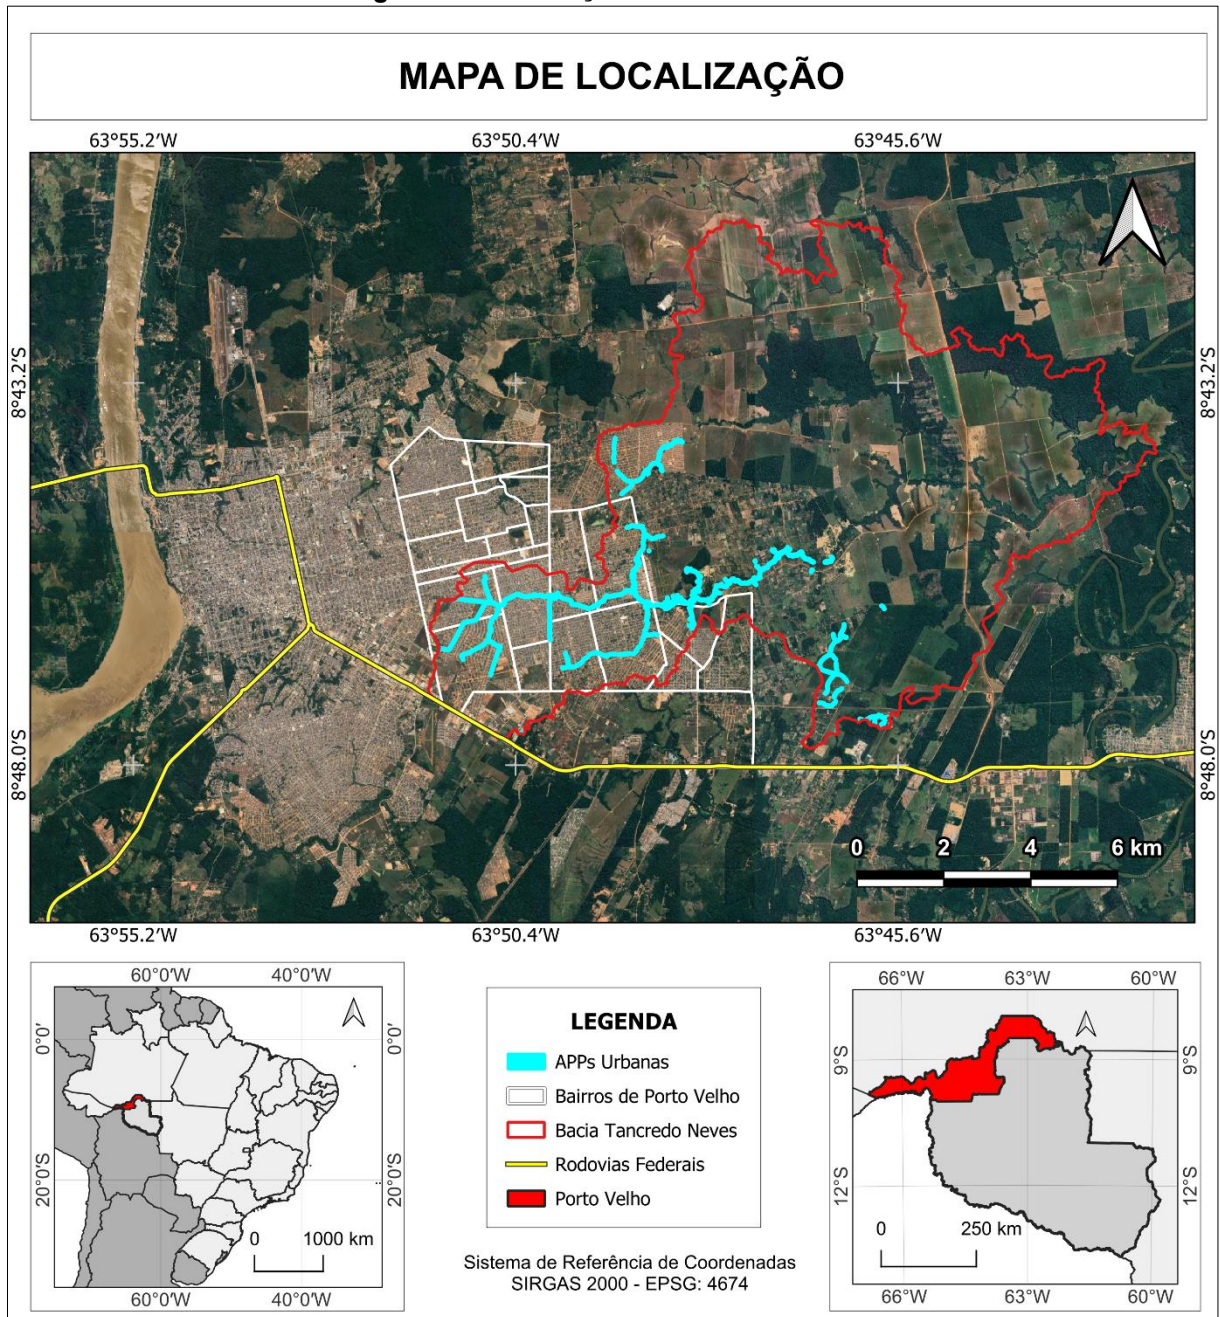 MAPA DE LOCALIZAÇÃO
63°55.2'W 63°50.4'W 63°45.6'W
8°43.2'S 8°43.2'S
8°48.0'S 8°48.0'S
0 2 4 6 km
63°55.2'W 63°50.4'W 63°45.6'W
60°0'W 40°0'W
0°0'
0°0'
20°0'S
20°0'S
0 1000 km
60°0'W 40°0'W
LEGENDA
APPs Urbanas
Bairros de Porto Velho
Bacia Tancredo Neves
Rodovias Federais
Porto Velho
Sistema de Referência de Coordenadas
SIRGAS 2000 - EPSG: 4674
66°W 63°W 60°W
9°S 9°S
12°S 12°S
0 250 km
66°W 63°W 60°W